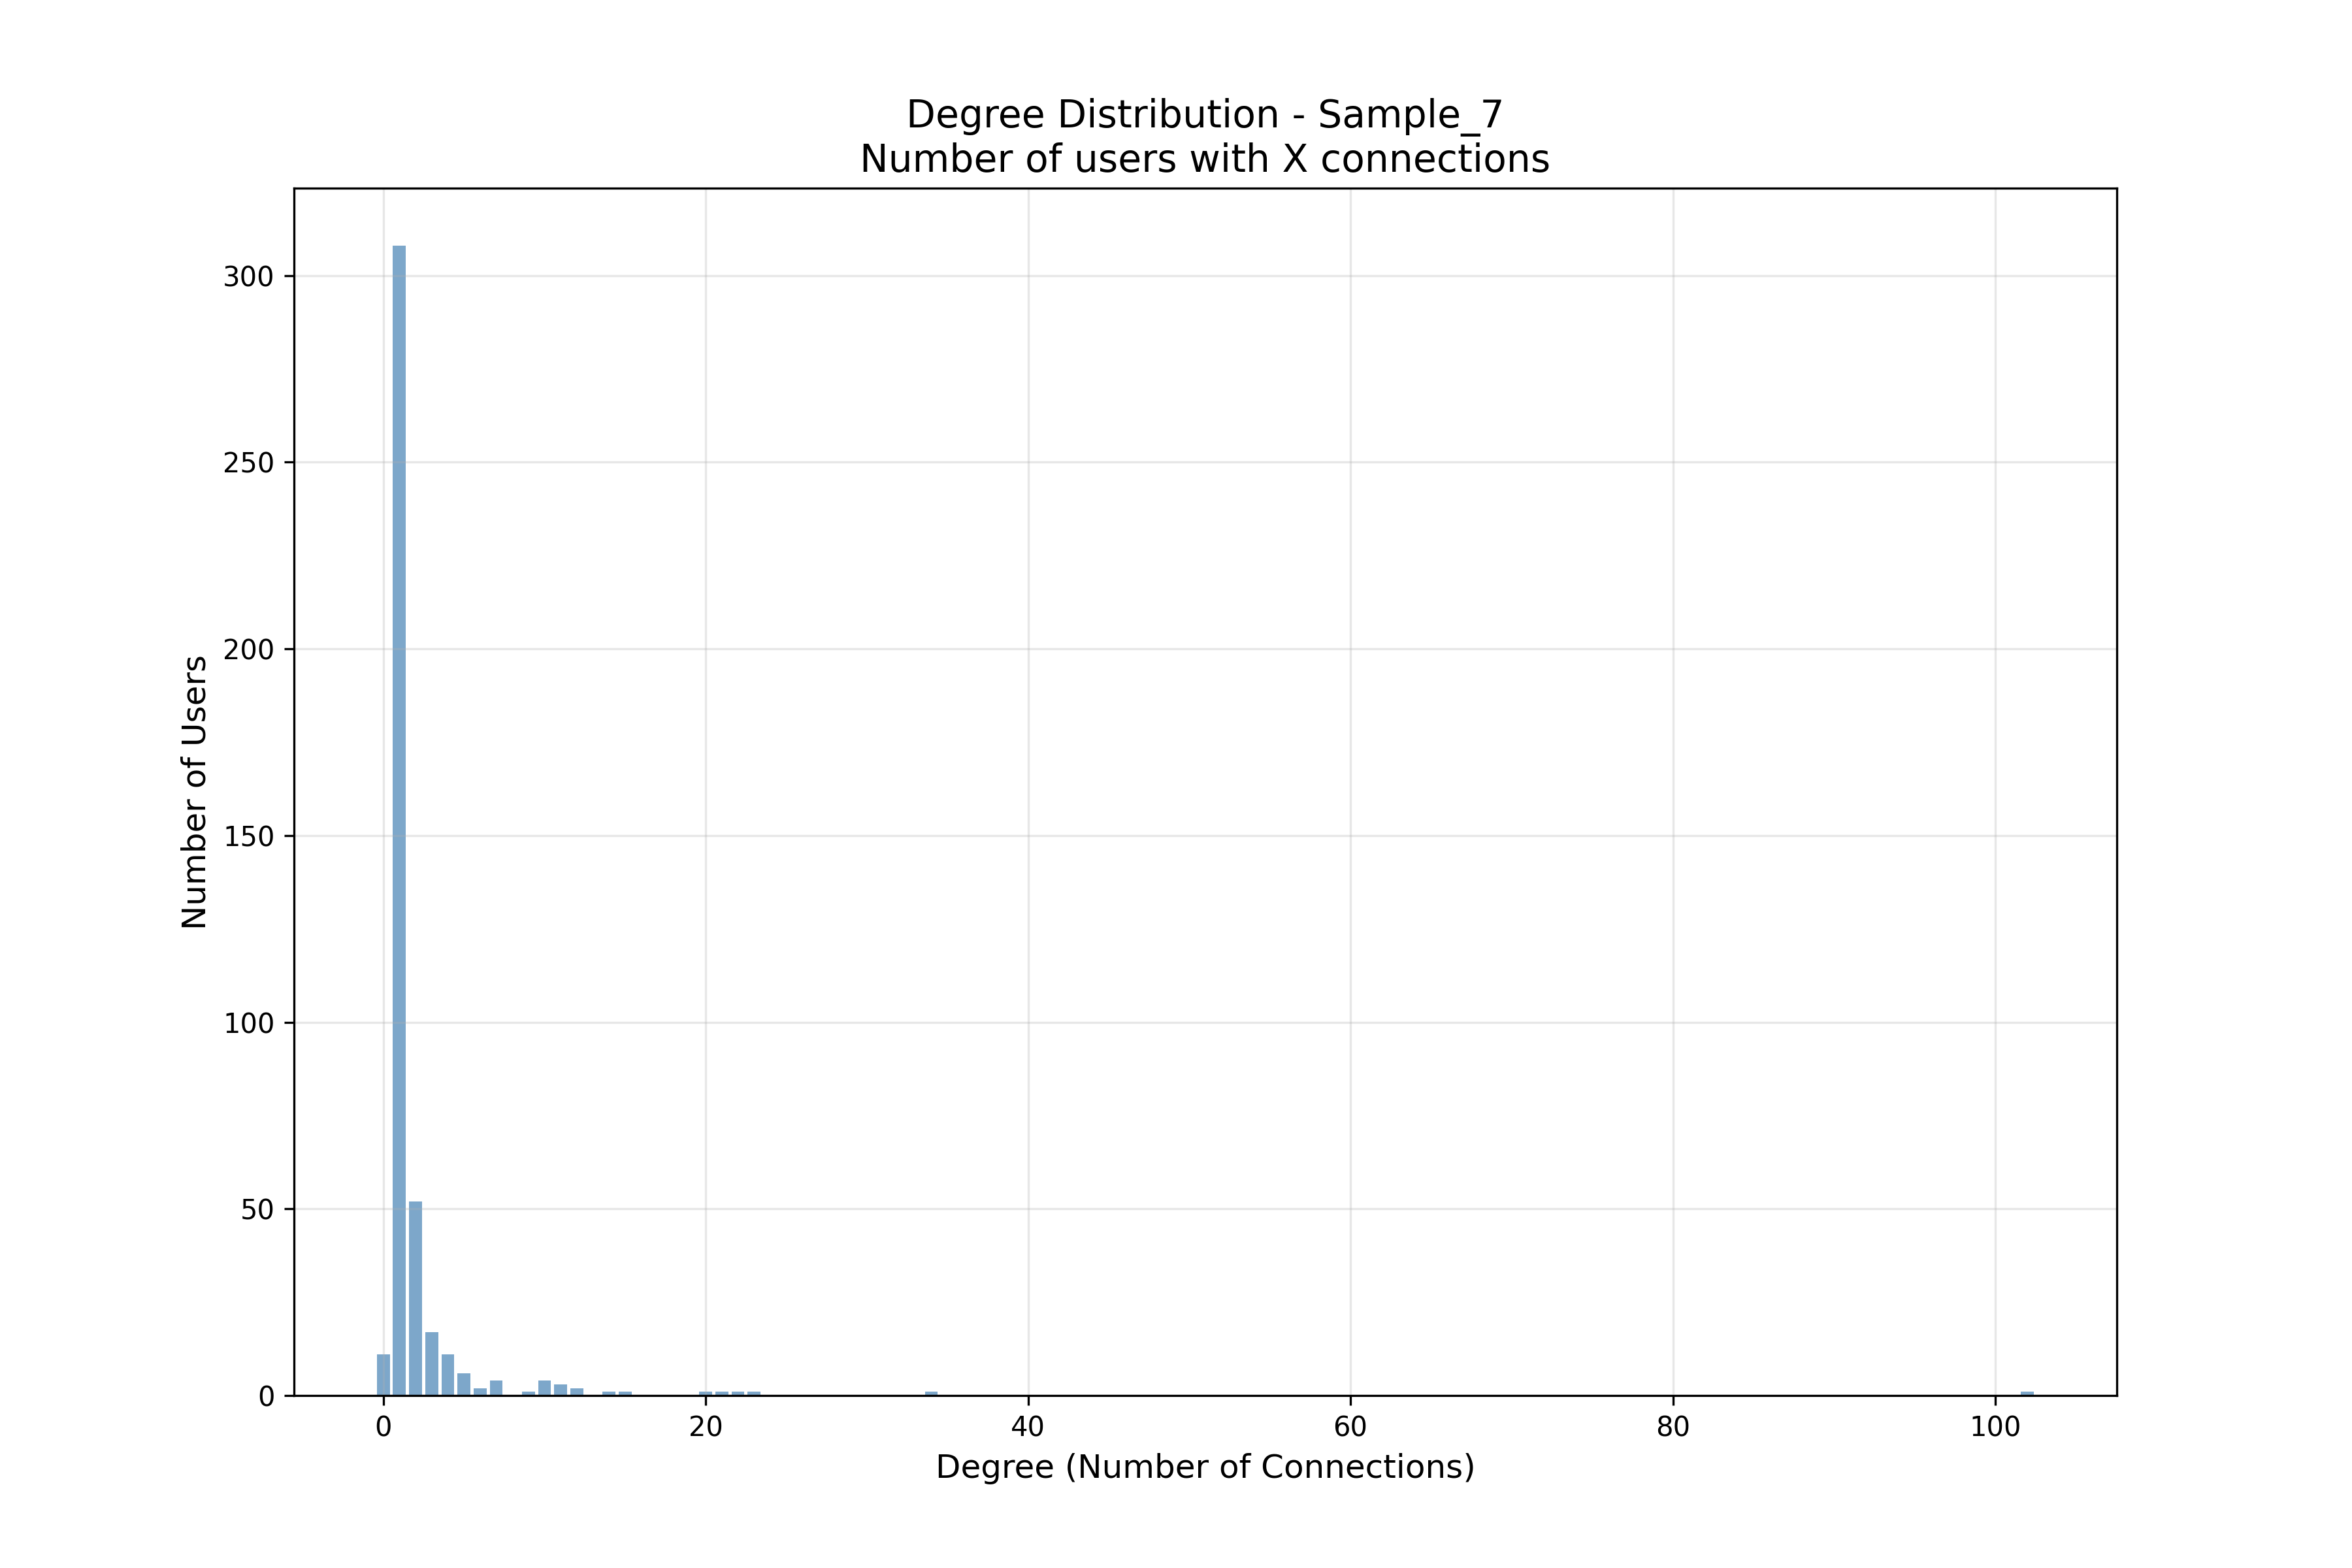 Degree Distribution - Sample_7
Number of users with X connections
Number of Users
300
250
200
150
100
50
0
0 20 40 60 80 100
Degree (Number of Connections)